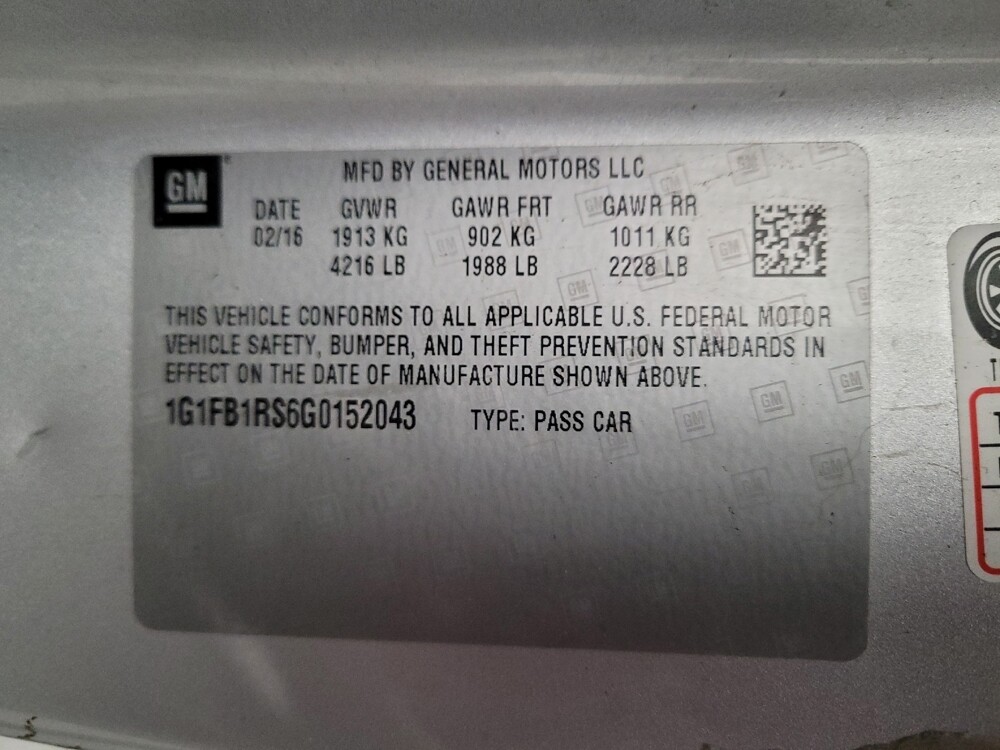 GM
MFD BY GENERAL MOTORS LLC
DATE GVWR GAWR FRT GAWR RR
02/16 1913 KG 902 KG 1011 KG
4216 LB 1988 LB 2228 LB
THIS VEHICLE CONFORMS TO ALL APPLICABLE U.S. FEDERAL MOTOR
VEHICLE SAFETY, BUMPER, AND THEFT PREVENTION STANDARDS IN
EFFECT ON THE DATE OF MANUFACTURE SHOWN ABOVE.
1G1FB1RS6G0152043 TYPE: PASS CAR